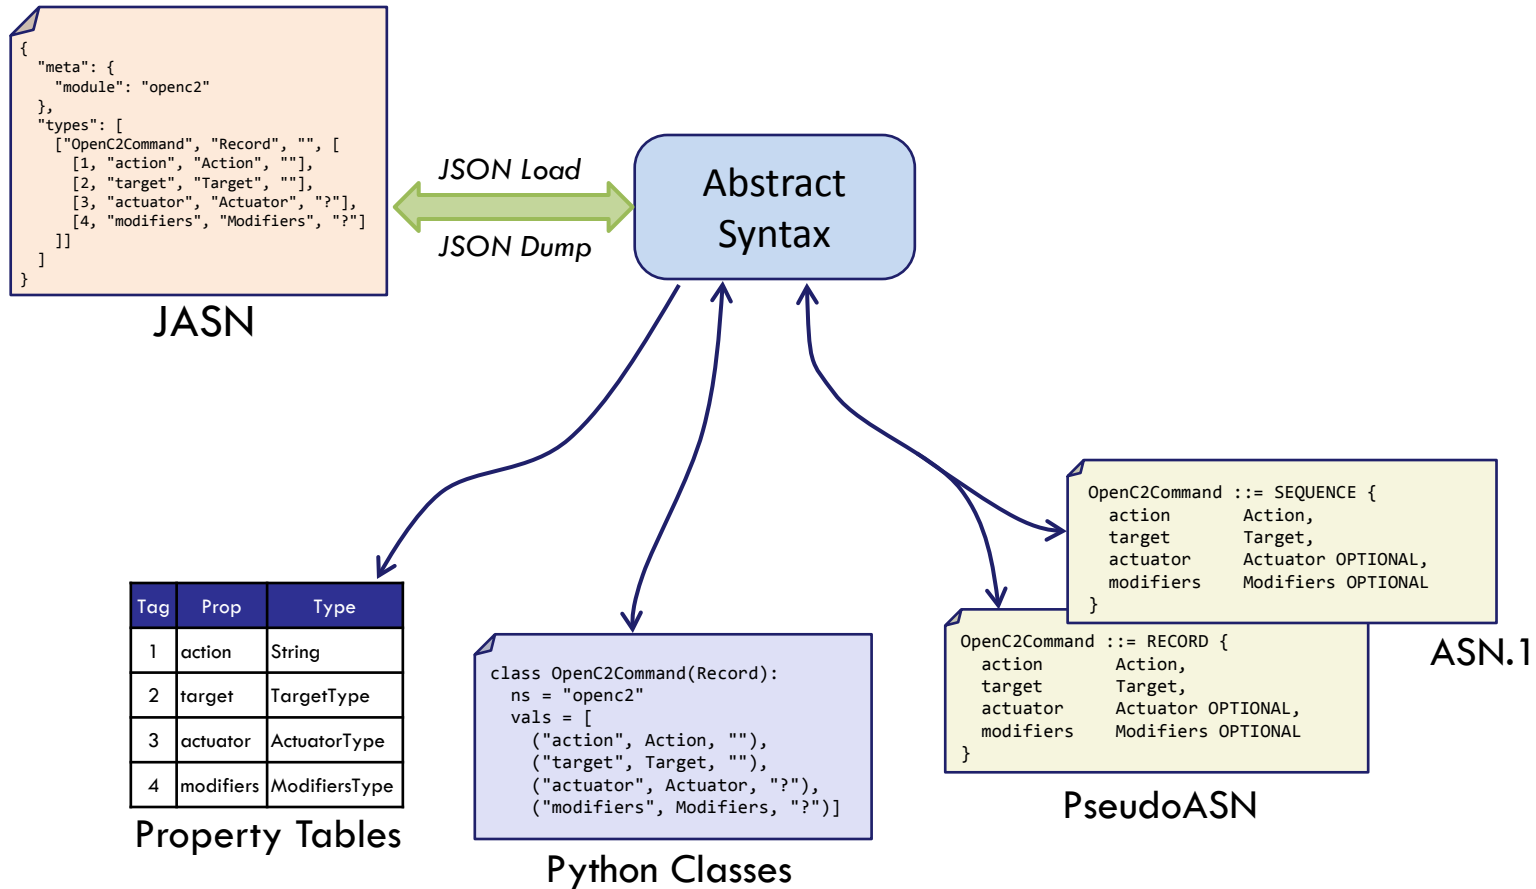 {
  "meta": {
    "module": "openc2"
  },
  "types": [
    ["OpenC2Command", "Record", "", [
      [1, "action", "Action", ""],
      [2, "target", "Target", ""],
      [3, "actuator", "Actuator", "?"],
      [4, "modifiers", "Modifiers", "?"]
    ]]
  ]
}
JASN
JSON Load
JSON Dump
Abstract
Syntax
Tag Prop Type
1 action String
2 target TargetType
3 actuator ActuatorType
4 modifiers ModifiersType
Property Tables
class OpenC2Command(Record):
  ns = "openc2"
  vals = [
    ("action", Action, ""),
    ("target", Target, ""),
    ("actuator", Actuator, "?"),
    ("modifiers", Modifiers, "?")]
Python Classes
OpenC2Command ::= SEQUENCE {
  action       Action,
  target       Target,
  actuator     Actuator OPTIONAL,
  modifiers    Modifiers OPTIONAL
}
ASN.1
OpenC2Command ::= RECORD {
  action       Action,
  target       Target,
  actuator     Actuator OPTIONAL,
  modifiers    Modifiers OPTIONAL
}
PseudoASN